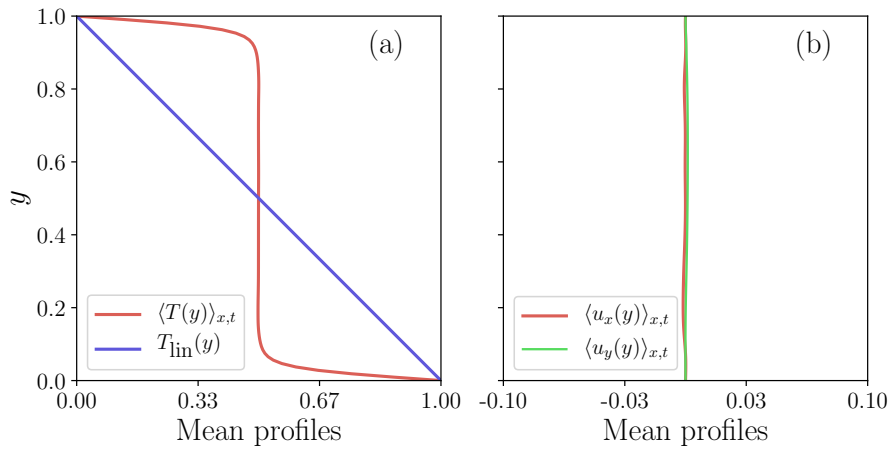 1.0
0.8
0.6
0.4
0.2
0.0
y
(a)
⟨T(y)⟩x,t
Tlin(y)
0.00 0.33 0.67 1.00
Mean profiles
(b)
⟨ux(y)⟩x,t
⟨uy(y)⟩x,t
-0.10 -0.03 0.03 0.10
Mean profiles